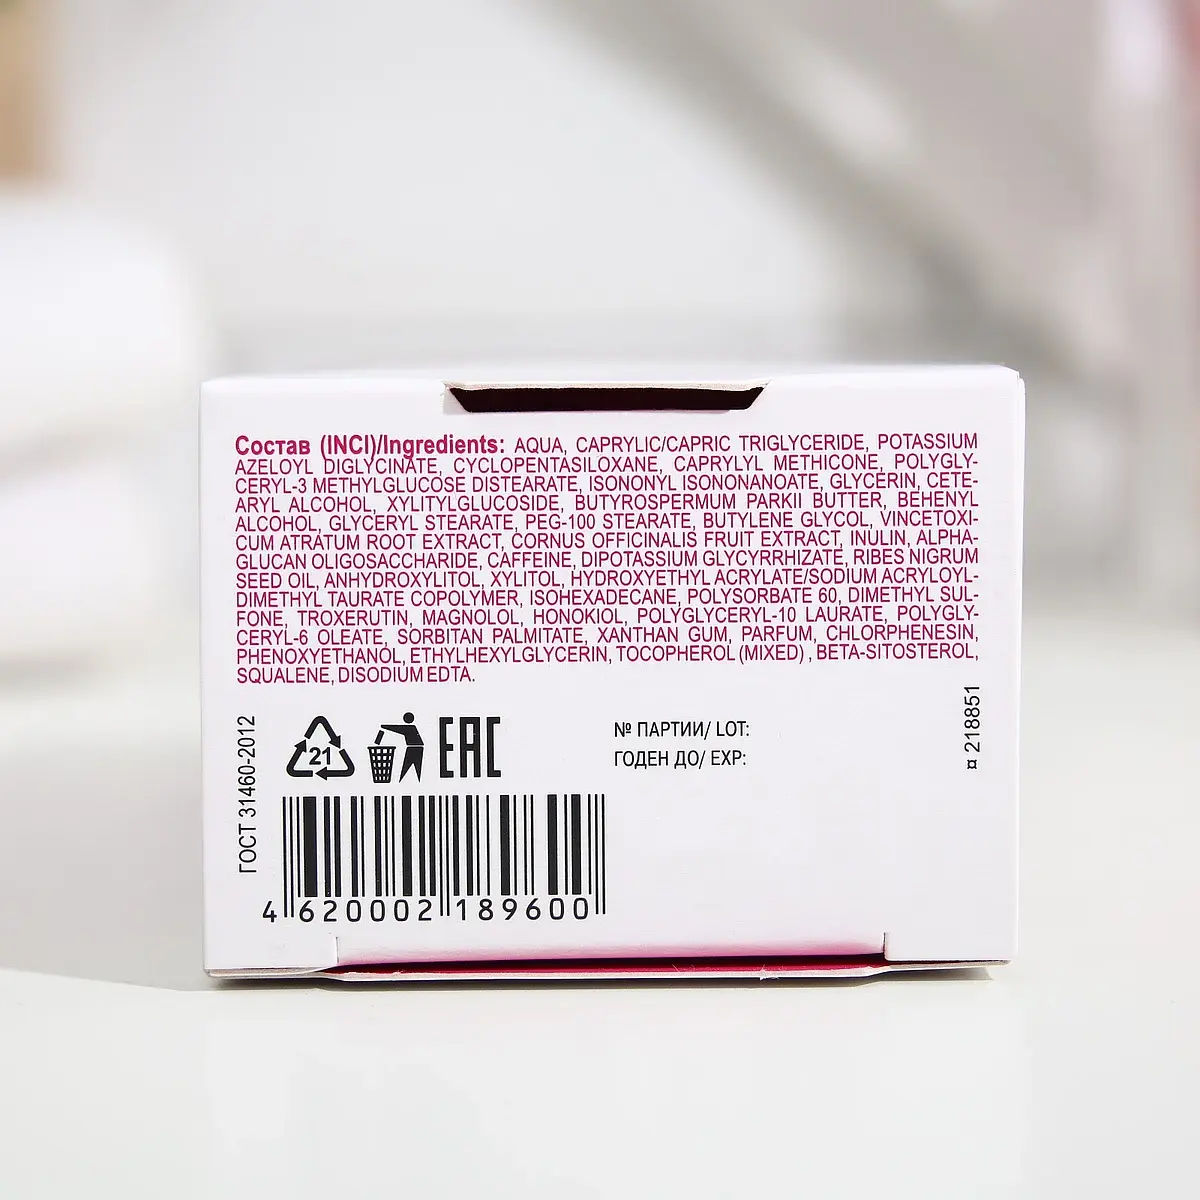 Состав (INCI)/Ingredients: AQUA, CAPRYLIC/CAPRIC TRIGLYCERIDE, POTASSIUM
AZELOYL DIGLYCINATE, CYCLOPENTASILOXANE, CAPRYLYL METHICONE, POLYGLY-
CERYL-3 METHYLGLUCOSE DISTEARATE, ISONONYL ISONONANOATE, GLYCERIN, CETE-
ARYL ALCOHOL, XYLITYLGLUCOSIDE, BUTYROSPERMUM PARKII BUTTER, BEHENYL
ALCOHOL, GLYCERYL STEARATE, PEG-100 STEARATE, BUTYLENE GLYCOL, VINCETOXI-
CUM ATRATUM ROOT EXTRACT, CORNUS OFFICINALIS FRUIT EXTRACT, INULIN, ALPHA-
GLUCAN OLIGOSACCHARIDE, CAFFEINE, DIPOTASSIUM GLYCYRRHIZATE, RIBES NIGRUM
SEED OIL, ANHYDROXYLITOL, XYLITOL, HYDROXYETHYL ACRYLATE/SODIUM ACRYLOYL-
DIMETHYL TAURATE COPOLYMER, ISOHEXADECANE, POLYSORBATE 60, DIMETHYL SUL-
FONE, TROXERUTIN, MAGNOLOL, HONOKIOL, POLYGLYCERYL-10 LAURATE, POLYGLY-
CERYL-6 OLEATE, SORBITAN PALMITATE, XANTHAN GUM, PARFUM, CHLORPHENESIN,
PHENOXYETHANOL, ETHYLHEXYLGLYCERIN, TOCOPHEROL (MIXED) , BETA-SITOSTEROL,
SQUALENE, DISODIUM EDTA.
ГОСТ 31460-2012
21
EAC
№ ПАРТИИ/ LOT:
ГОДЕН ДО/ EXP:
¤ 218851
4 620002 189600